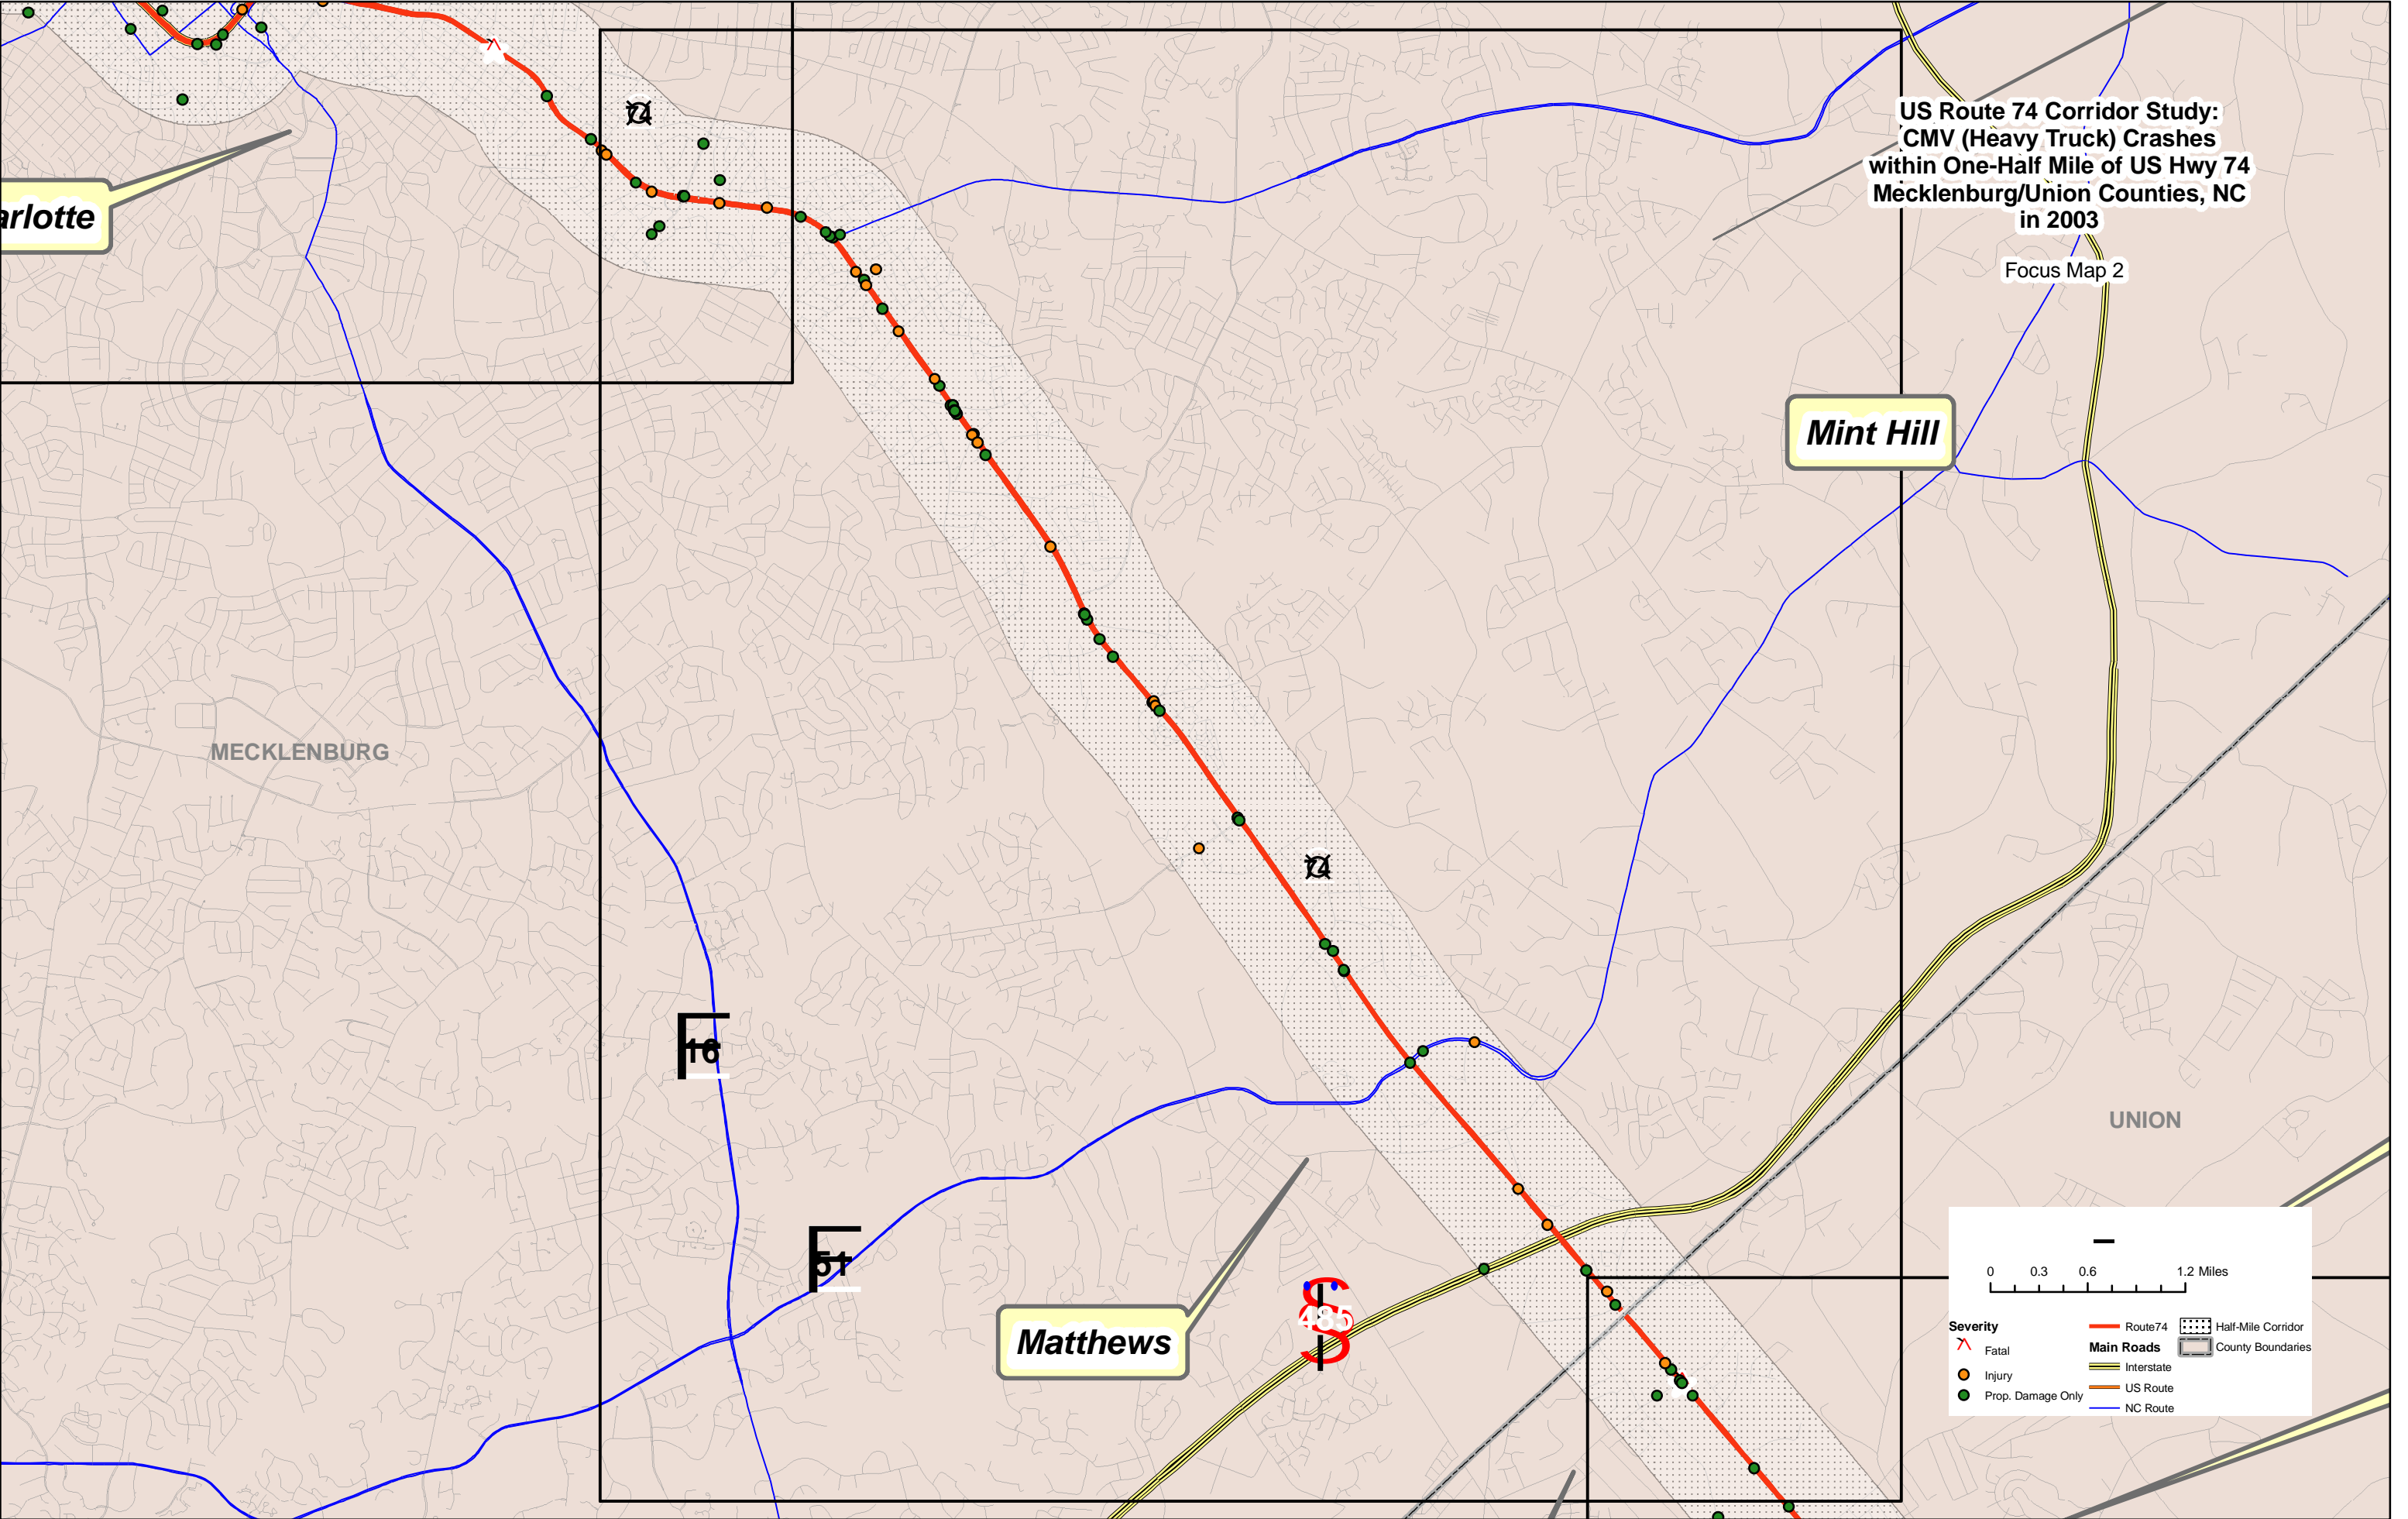 US Route 74 Corridor Study:
CMV (Heavy Truck) Crashes
within One-Half Mile of US Hwy 74
Mecklenburg/Union Counties, NC
in 2003
Focus Map 2
74
arlotte
Mint Hill
MECKLENBURG
74
16
51
UNION
485
Matthews
0 0.3 0.6 1.2 Miles
Severity
Fatal
Injury
Prop. Damage Only
Route74
Main Roads
Interstate
US Route
NC Route
Half-Mile Corridor
County Boundaries